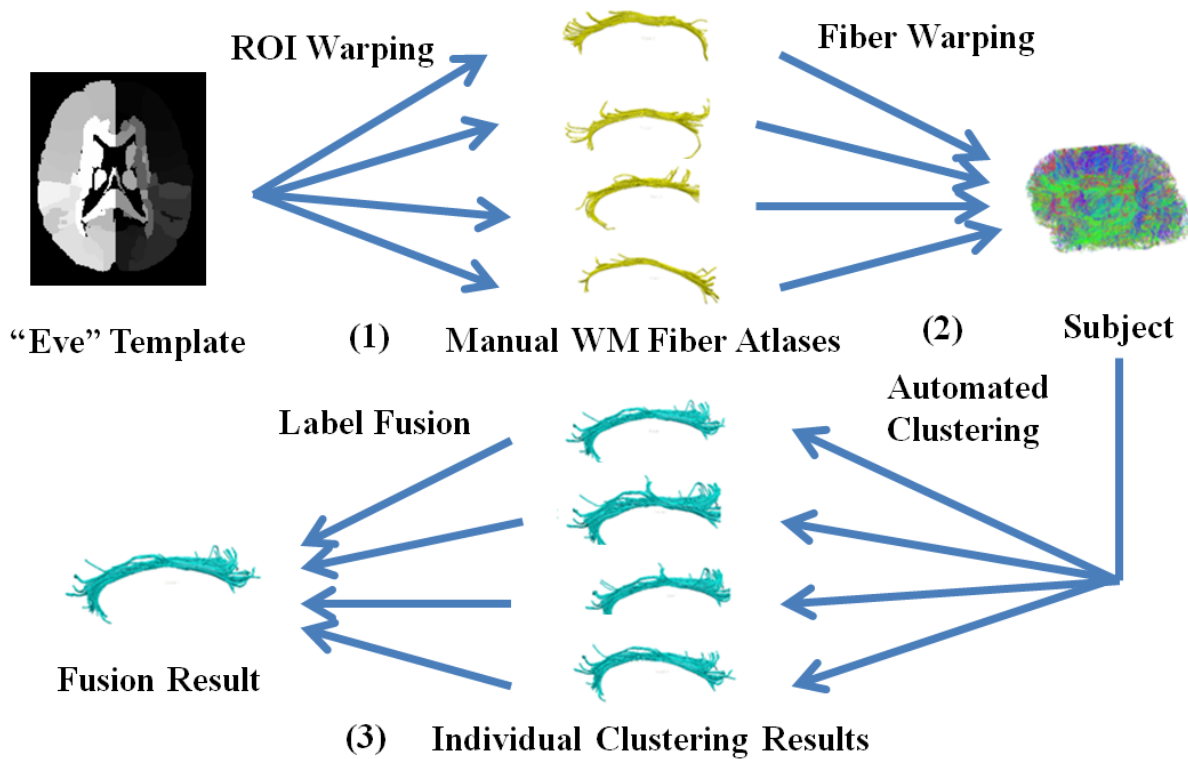 ROI Warping
Fiber Warping
“Eve” Template
(1)
Manual WM Fiber Atlases
(2)
Subject
Automated
Clustering
Label Fusion
Fusion Result
(3)
Individual Clustering Results